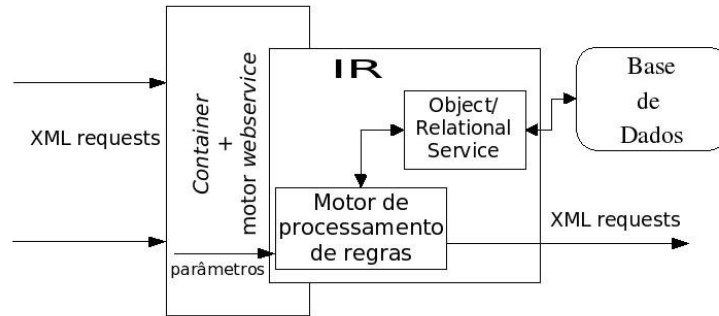 XML requests
Container
+
motor webservice
parâmetros
IR
Object/
Relational
Service
Motor de
processamento
de regras
Base
de
Dados
XML requests